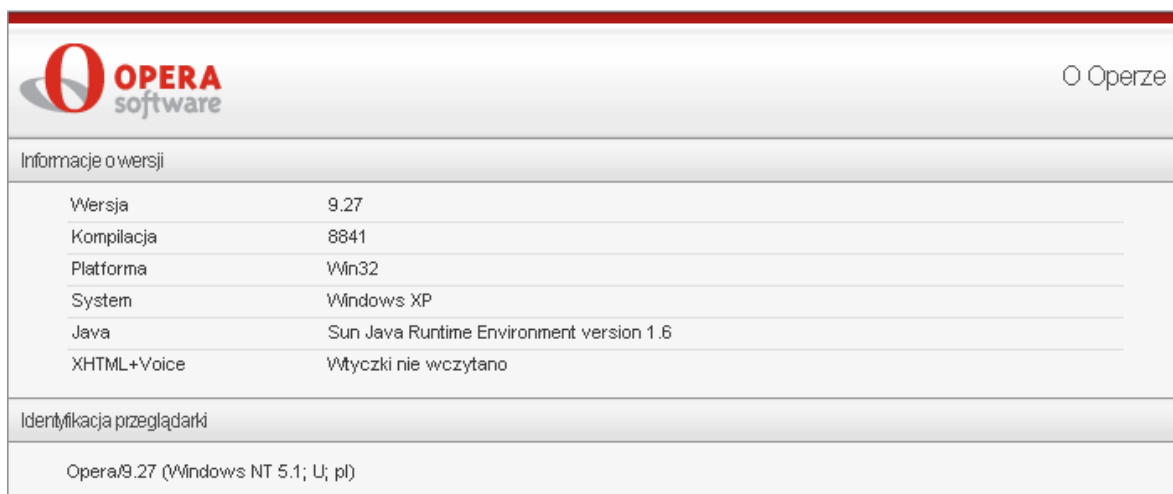 OPERA
software
O Operze
Informacje o wersji
Wersja 9.27
Kompilacja 8841
Platforma Win32
System Windows XP
Java Sun Java Runtime Environment version 1.6
XHTML+Voice Wtyczki nie wczytano
Identyfikacja przeglądarki
Opera/9.27 (Windows NT 5.1; U; pl)